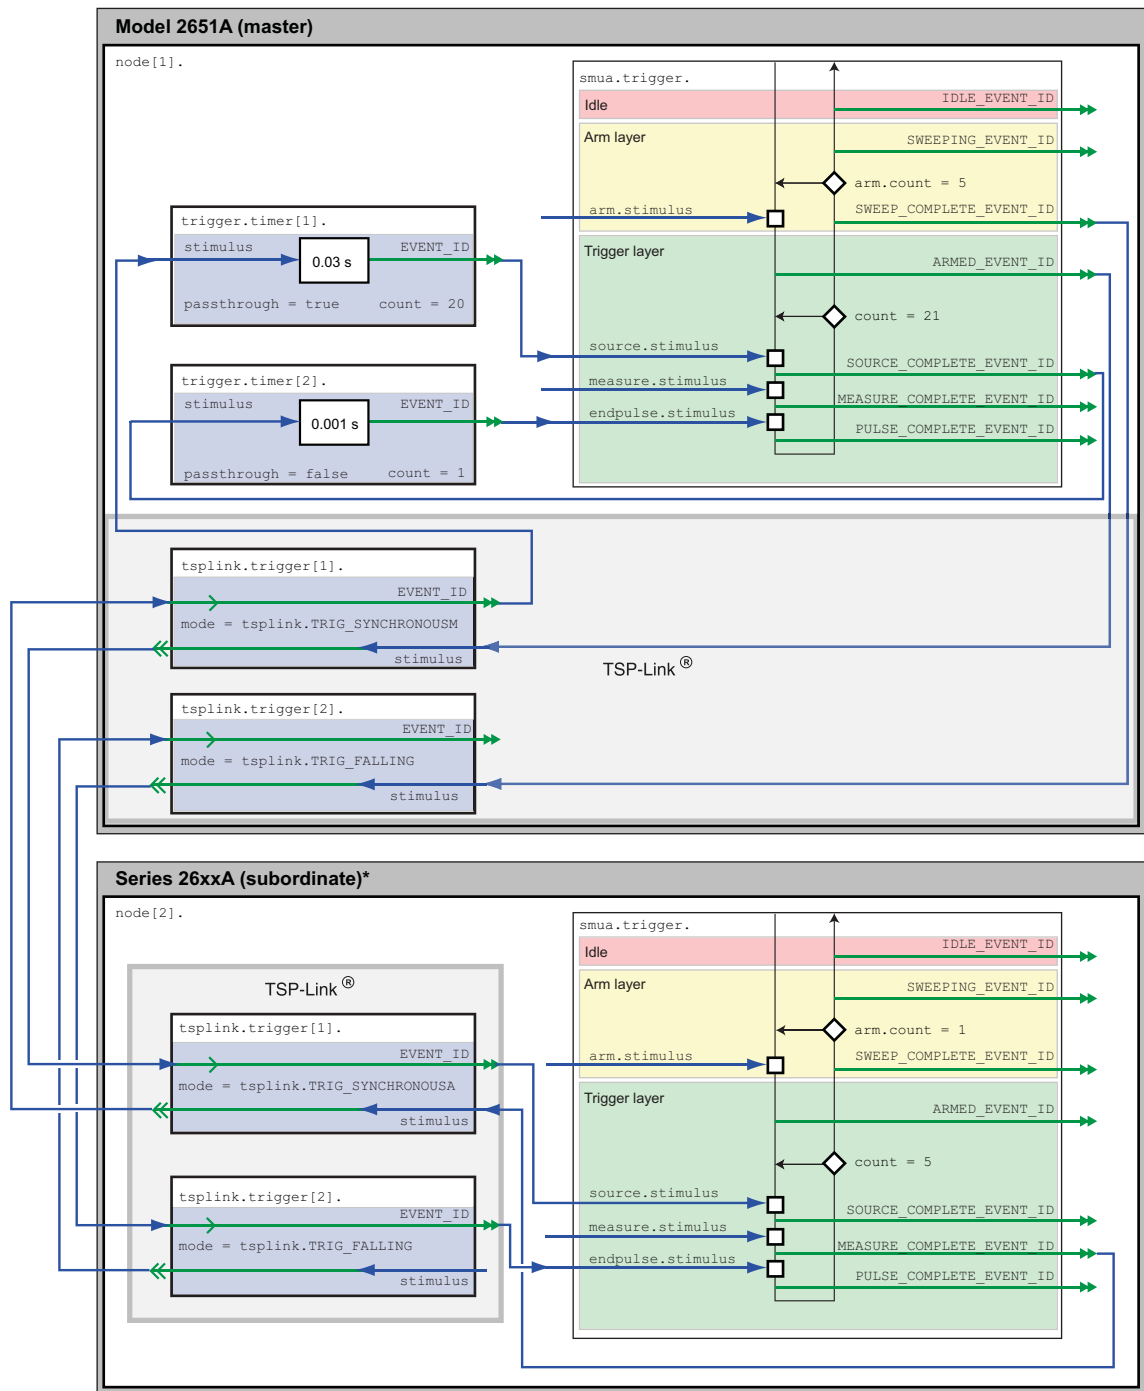 Model 2651A (master)
node[1].
smua.trigger.
Idle
IDLE_EVENT_ID
Arm layer
SWEEPING_EVENT_ID
arm.count = 5
arm.stimulus
SWEEP_COMPLETE_EVENT_ID
Trigger layer
ARMED_EVENT_ID
count = 21
source.stimulus
SOURCE_COMPLETE_EVENT_ID
measure.stimulus
MEASURE_COMPLETE_EVENT_ID
endpulse.stimulus
PULSE_COMPLETE_EVENT_ID
trigger.timer[1].
stimulus
EVENT_ID
0.03 s
passthrough = true
count = 20
trigger.timer[2].
stimulus
EVENT_ID
0.001 s
passthrough = false
count = 1
tsplink.trigger[1].
EVENT_ID
mode = tsplink.TRIG_SYNCHRONOUSM
stimulus
TSP-Link ®
tsplink.trigger[2].
EVENT_ID
mode = tsplink.TRIG_FALLING
stimulus
Series 26xxA (subordinate)*
node[2].
smua.trigger.
Idle
IDLE_EVENT_ID
Arm layer
SWEEPING_EVENT_ID
arm.count = 1
arm.stimulus
SWEEP_COMPLETE_EVENT_ID
Trigger layer
ARMED_EVENT_ID
count = 5
source.stimulus
SOURCE_COMPLETE_EVENT_ID
measure.stimulus
MEASURE_COMPLETE_EVENT_ID
endpulse.stimulus
PULSE_COMPLETE_EVENT_ID
TSP-Link ®
tsplink.trigger[1].
EVENT_ID
mode = tsplink.TRIG_SYNCHRONOUSA
stimulus
tsplink.trigger[2].
EVENT_ID
mode = tsplink.TRIG_FALLING
stimulus